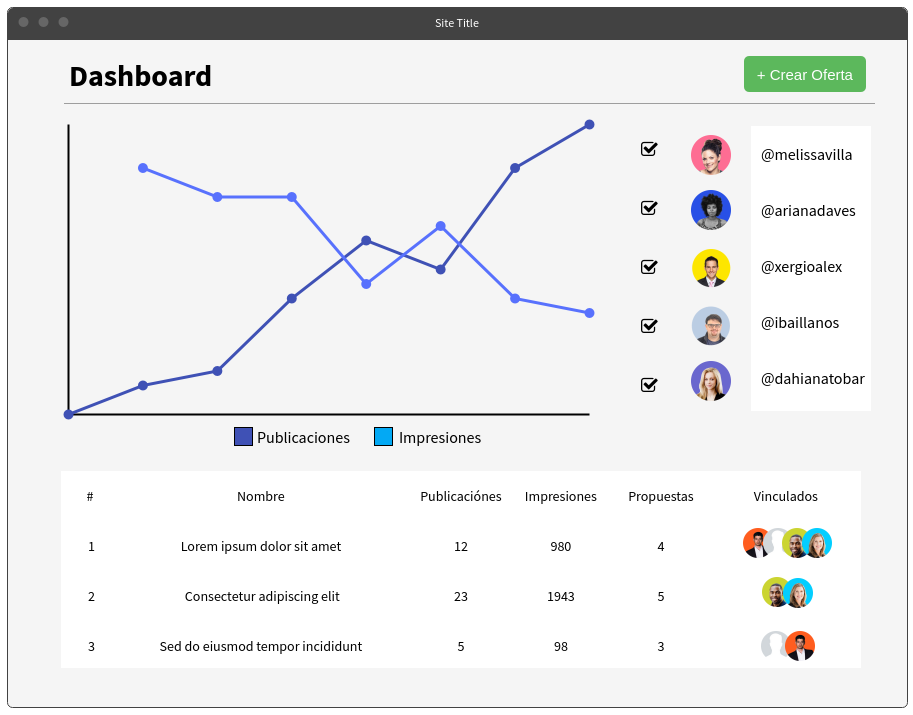 Site Title
Dashboard
+ Crear Oferta
@melissavilla
@arianadaves
@xergioalex
@ibaillanos
@dahianatobar
Publicaciones Impresiones
# Nombre Publicaciónes Impresiones Propuestas Vinculados
1 Lorem ipsum dolor sit amet 12 980 4
2 Consectetur adipiscing elit 23 1943 5
3 Sed do eiusmod tempor incididunt 5 98 3